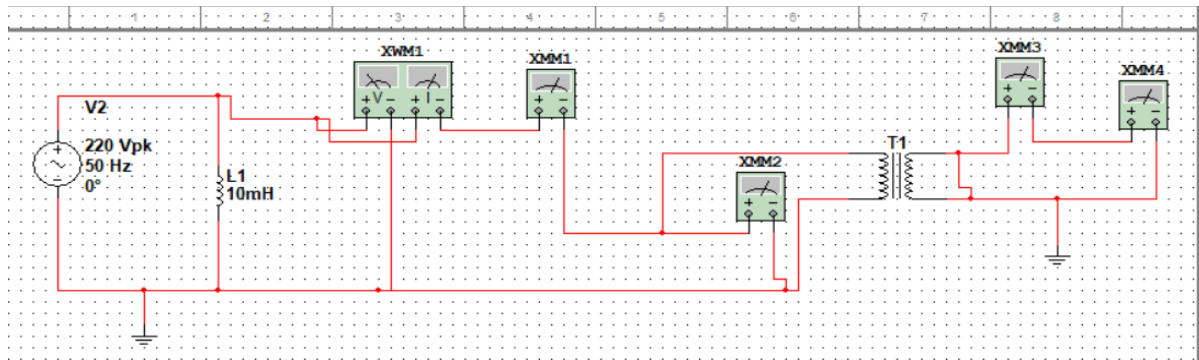 1 2 3 4 5 6 7 8
XWM1
V I
+ - + -
XMM1
+ -
XMM3
+ -
XMM4
+ -
V2
220 Vpk
50 Hz
0°
+
~
-
L1
10mH
XMM2
+ -
T1